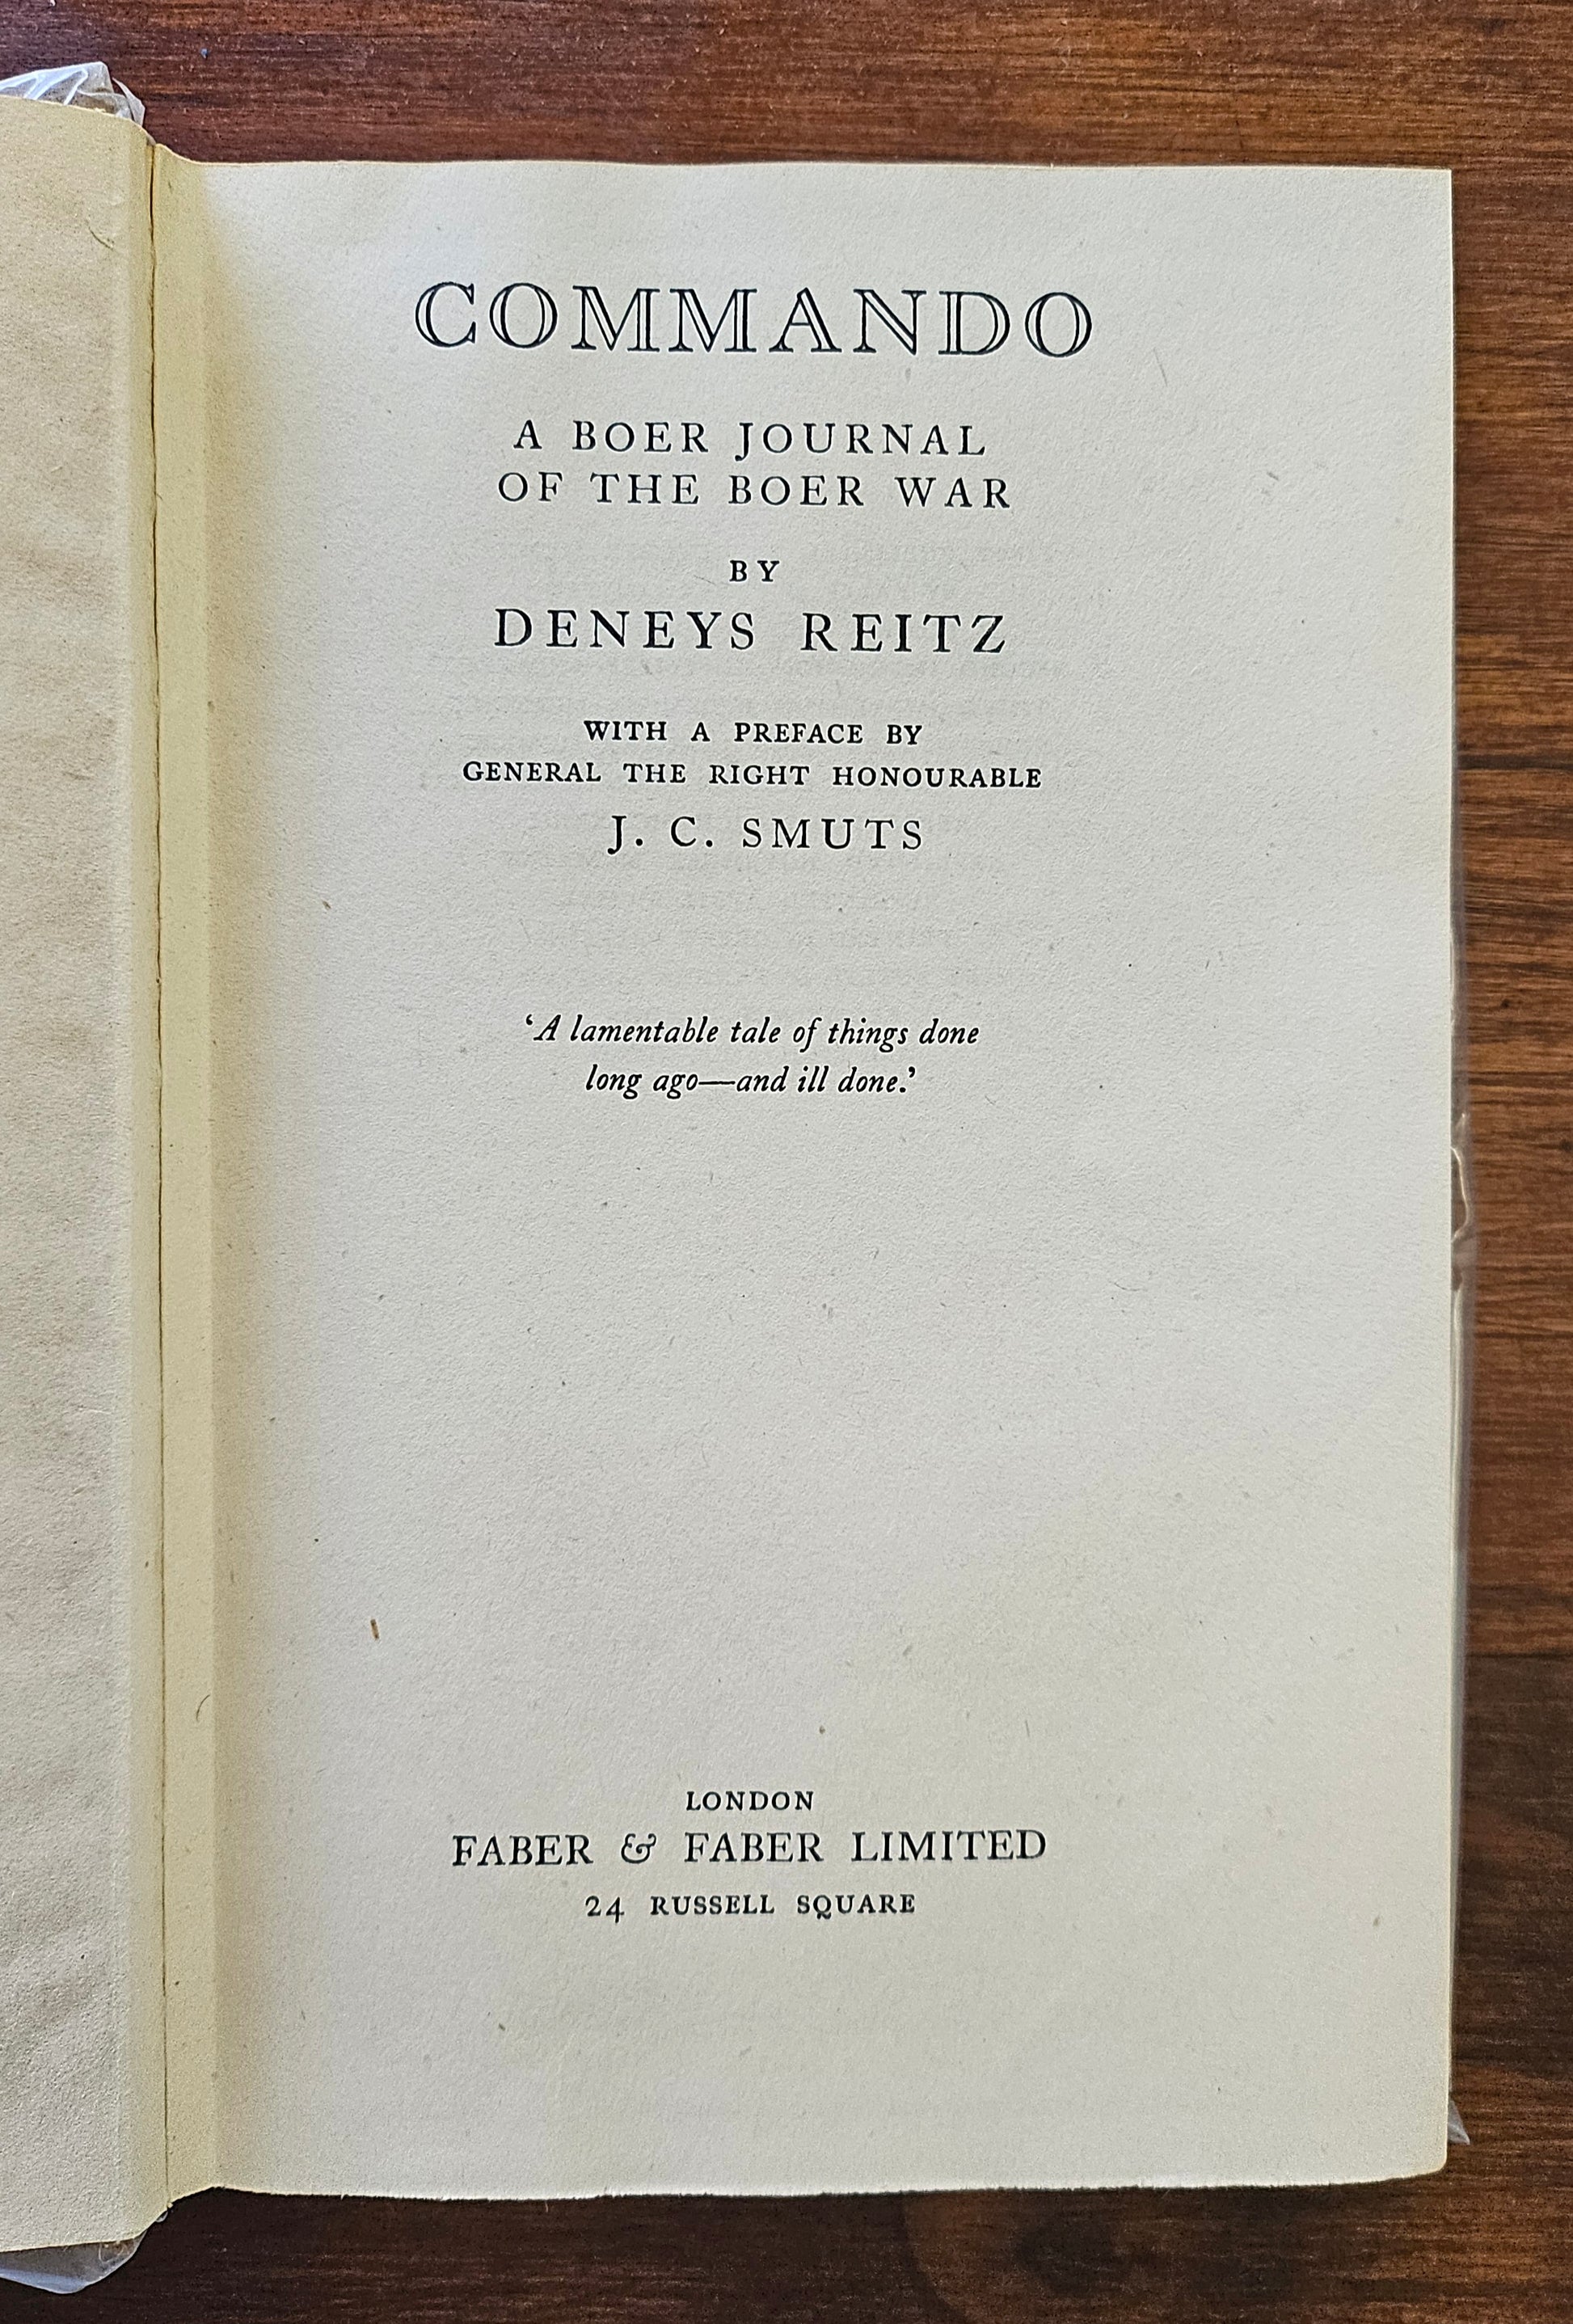 COMMANDO
A BOER JOURNAL
OF THE BOER WAR
BY
DENEYS REITZ
WITH A PREFACE BY
GENERAL THE RIGHT HONOURABLE
J. C. SMUTS
‘A lamentable tale of things done
long ago—and ill done.’
LONDON
FABER & FABER LIMITED
24 RUSSELL SQUARE